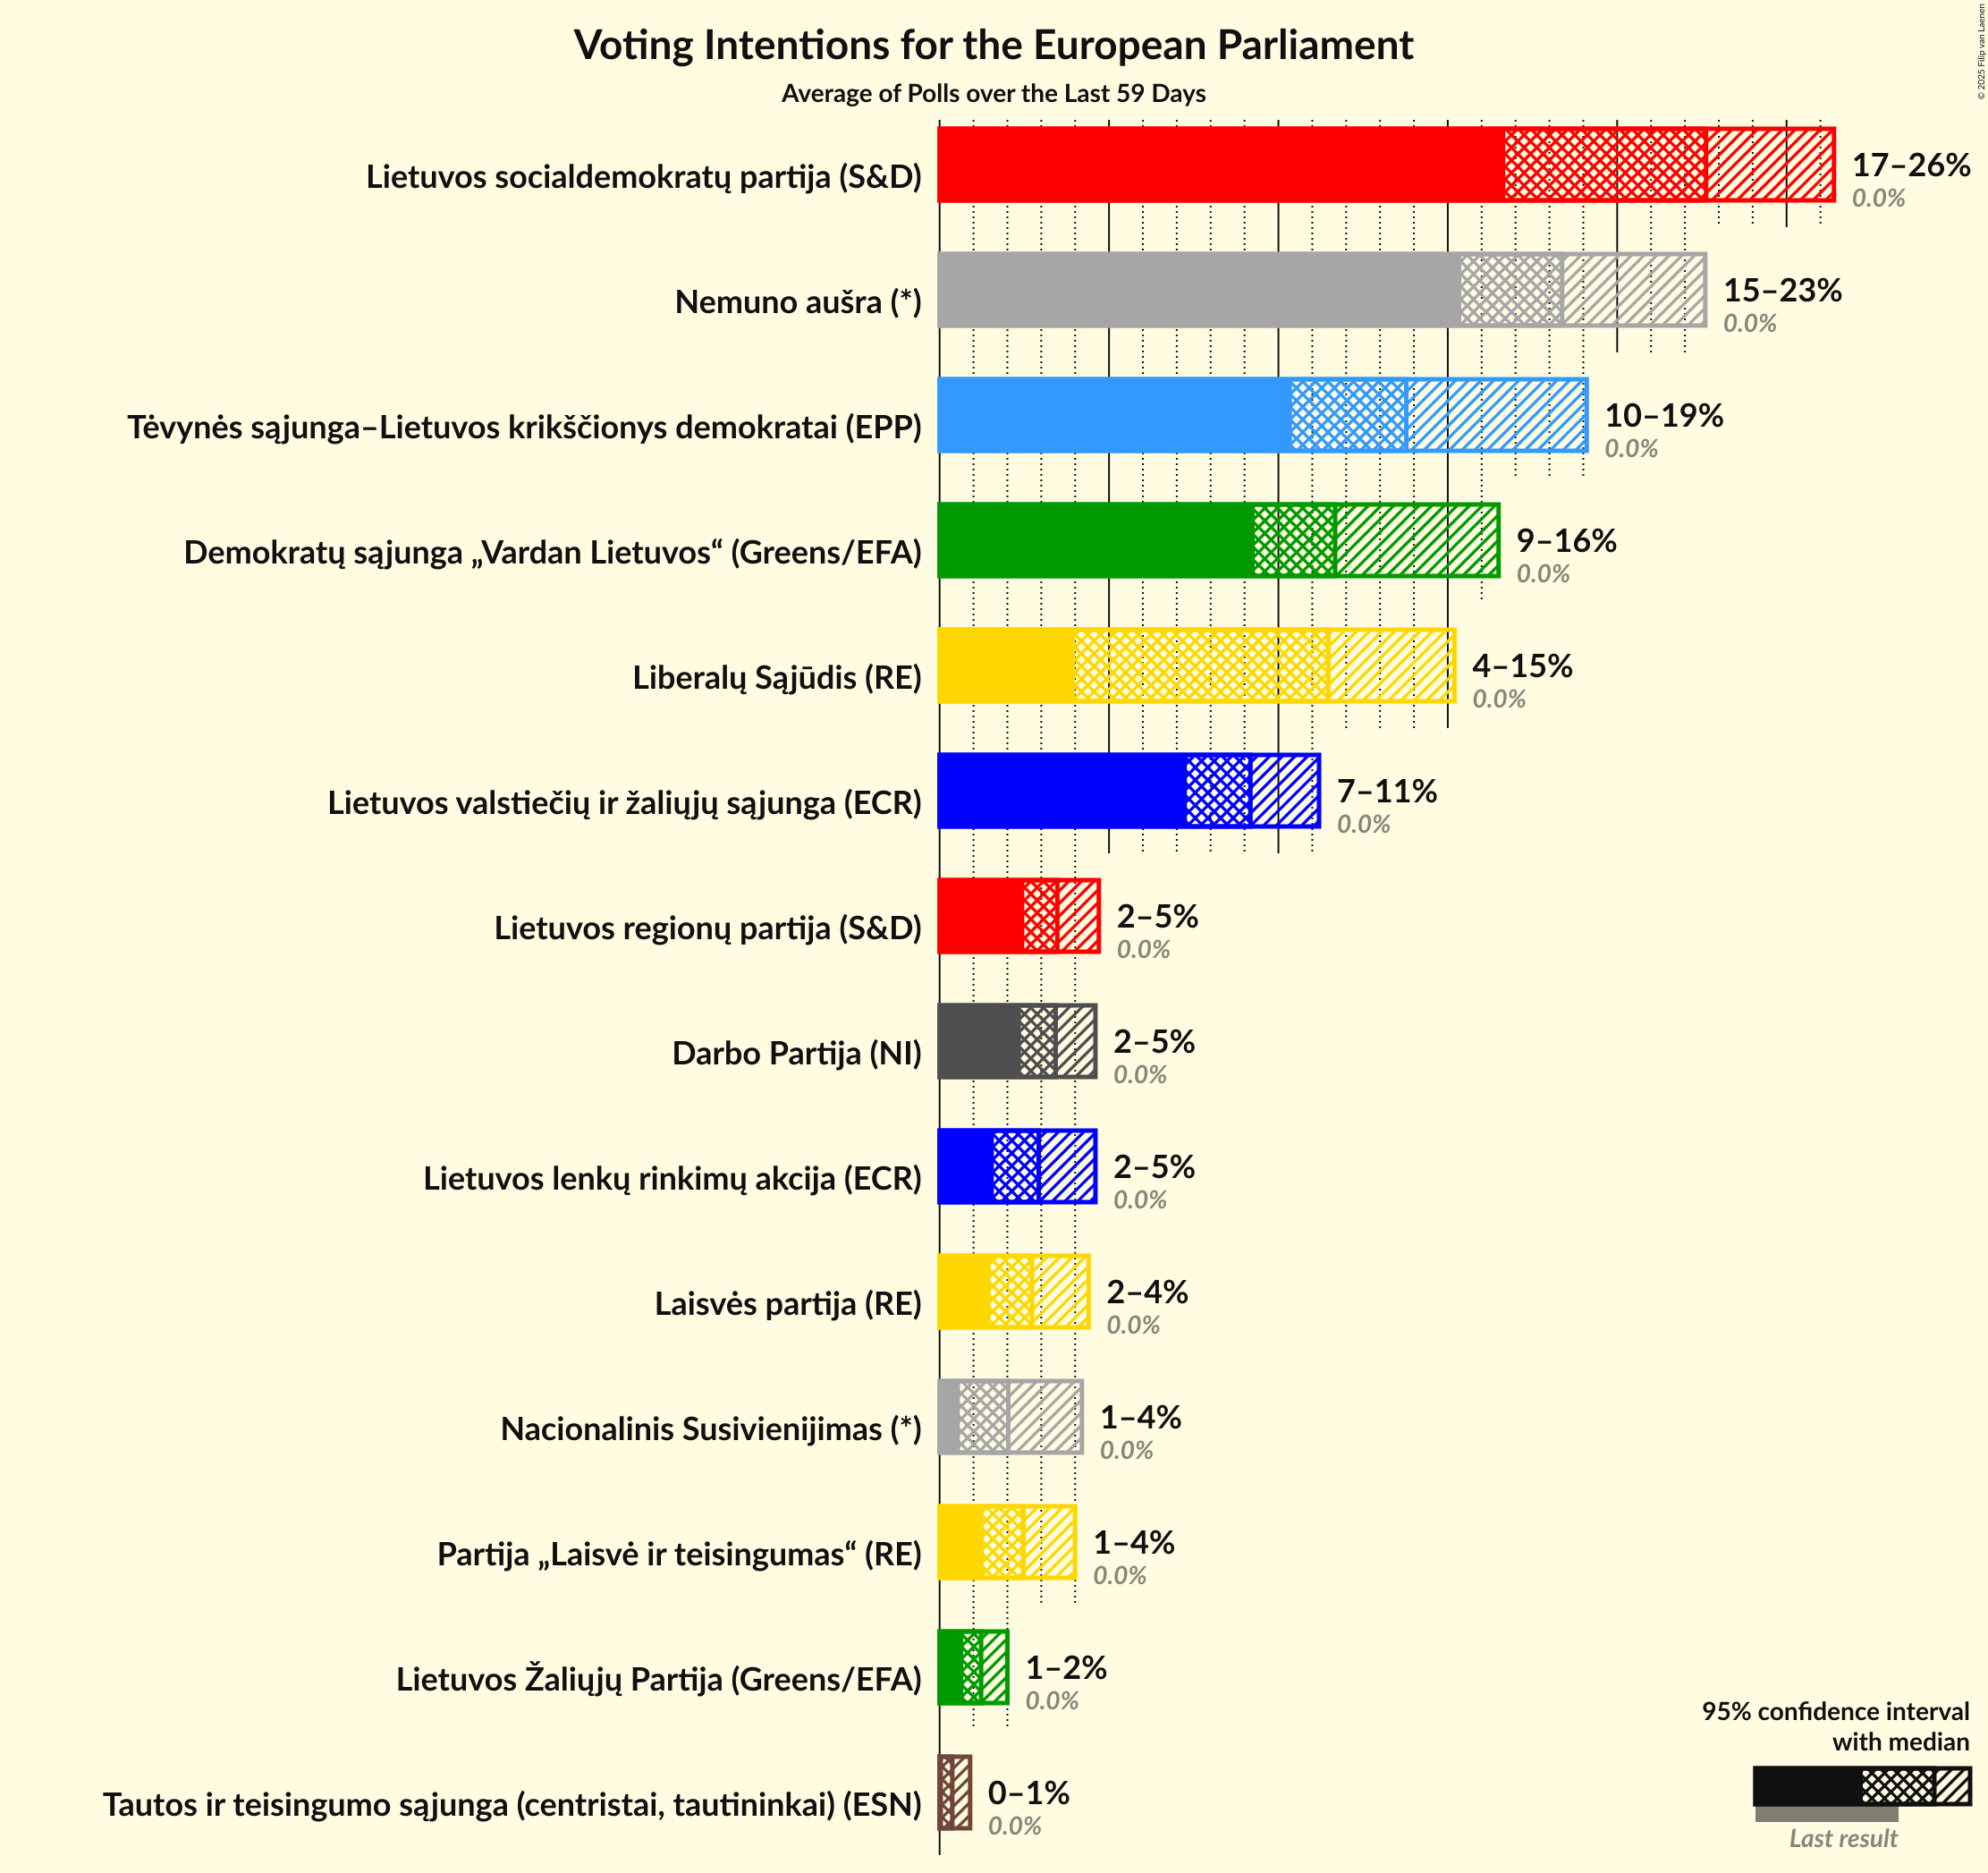 Voting Intentions for the European Parliament
Average of Polls over the Last 59 Days
© 2025 Filip van Laenen
Lietuvos socialdemokratų partija (S&D)
17–26%
0.0%
Nemuno aušra (*)
15–23%
0.0%
Tėvynės sąjunga–Lietuvos krikščionys demokratai (EPP)
10–19%
0.0%
Demokratų sąjunga „Vardan Lietuvos“ (Greens/EFA)
9–16%
0.0%
Liberalų Sąjūdis (RE)
4–15%
0.0%
Lietuvos valstiečių ir žaliųjų sąjunga (ECR)
7–11%
0.0%
Lietuvos regionų partija (S&D)
2–5%
0.0%
Darbo Partija (NI)
2–5%
0.0%
Lietuvos lenkų rinkimų akcija (ECR)
2–5%
0.0%
Laisvės partija (RE)
2–4%
0.0%
Nacionalinis Susivienijimas (*)
1–4%
0.0%
Partija „Laisvė ir teisingumas“ (RE)
1–4%
0.0%
Lietuvos Žaliųjų Partija (Greens/EFA)
1–2%
0.0%
Tautos ir teisingumo sąjunga (centristai, tautininkai) (ESN)
0–1%
0.0%
95% confidence interval
with median
Last result